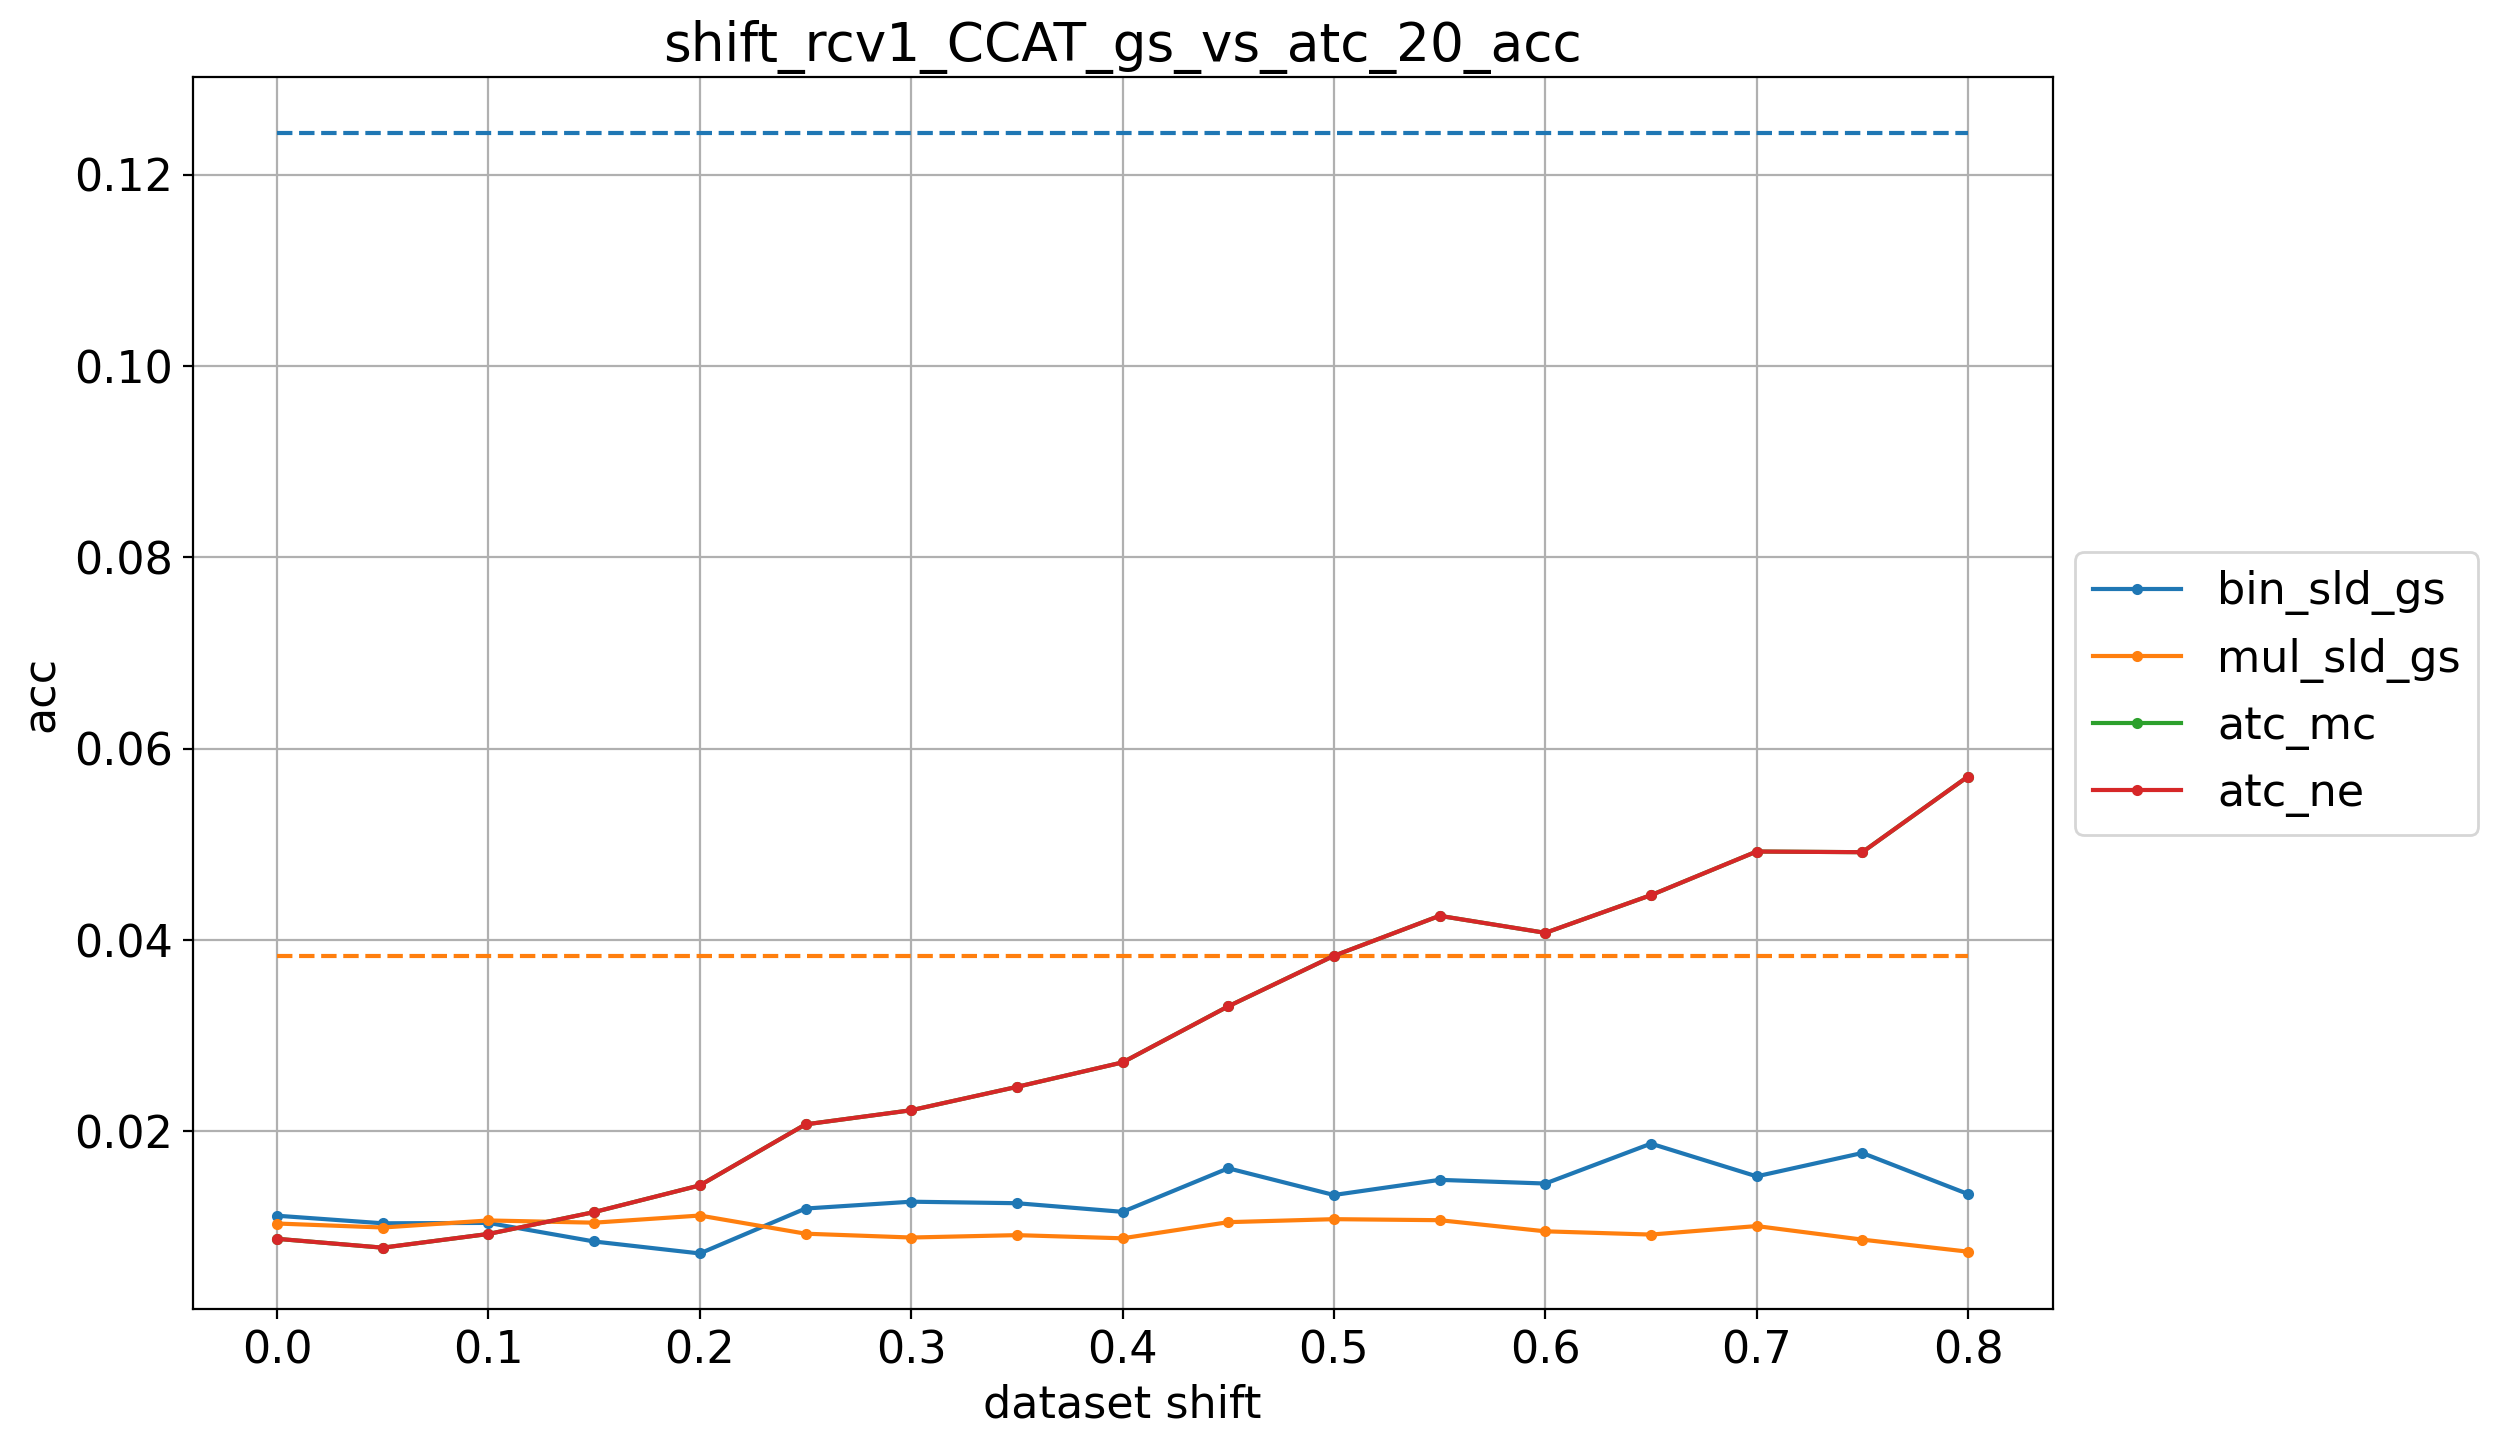 shift_rcv1_CCAT_gs_vs_atc_20_acc
0.12
0.10
0.08
0.06
0.04
0.02
acc
0.0 0.1 0.2 0.3 0.4 0.5 0.6 0.7 0.8
dataset shift
bin_sld_gs
mul_sld_gs
atc_mc
atc_ne